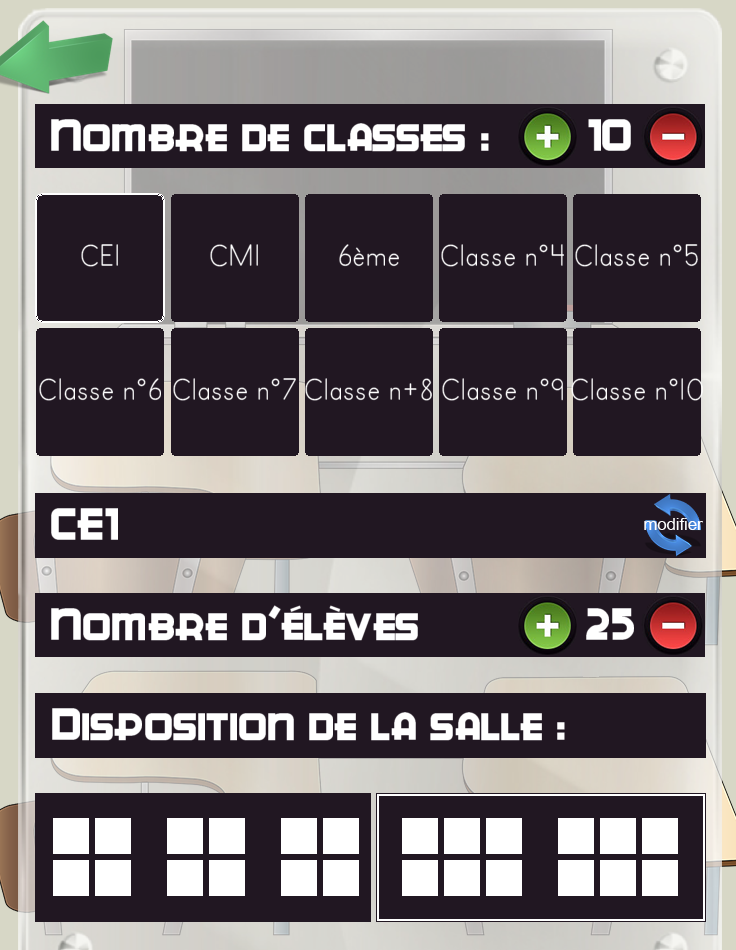 Nombre de classes : + 10 -
CE1 CM1 6ème Classe n°4 Classe n°5
Classe n°6 Classe n°7 Classe n+8 Classe n°9 Classe n°10
CE1 modifier
Nombre d'élèves + 25 -
Disposition de la salle :